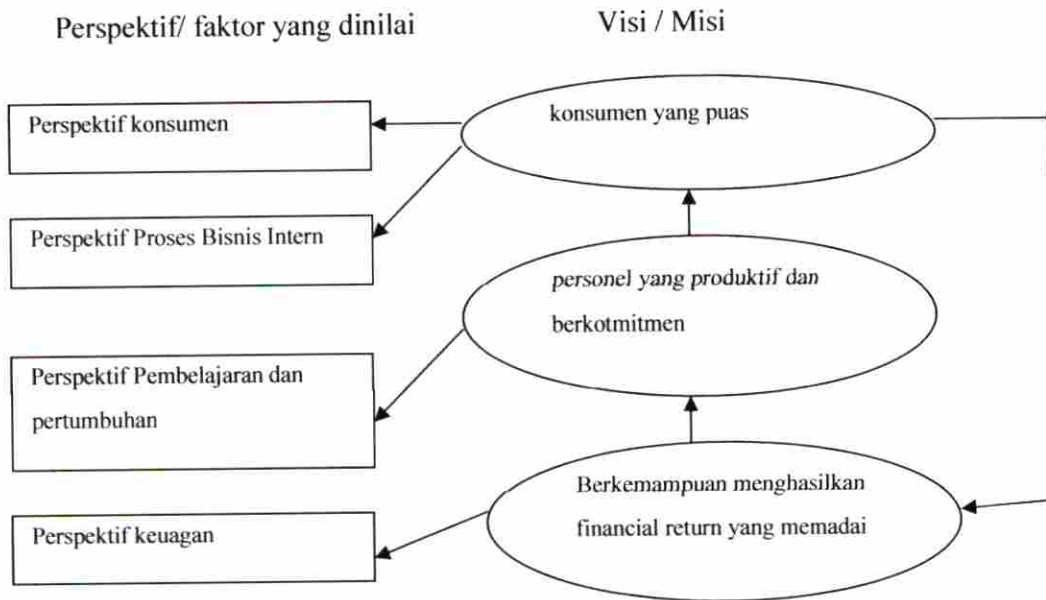 Perspektif/ faktor yang dinilai
Visi / Misi
Perspektif konsumen
konsumen yang puas
Perspektif Proses Bisnis Intern
personel yang produktif dan
berkotmitmen
Perspektif Pembelajaran dan
pertumbuhan
Berkemampuan menghasilkan
financial return yang memadai
Perspektif keuagan